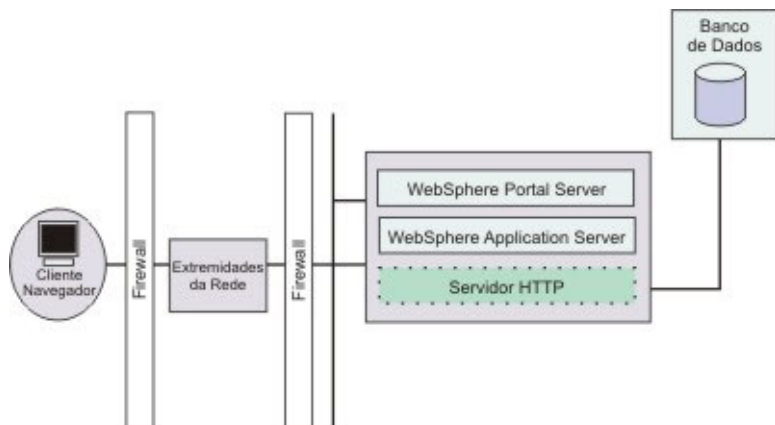 Banco
de Dados
WebSphere Portal Server
WebSphere Application Server
Servidor HTTP
Firewall
Extremidades
da Rede
Firewall
Cliente
Navegador